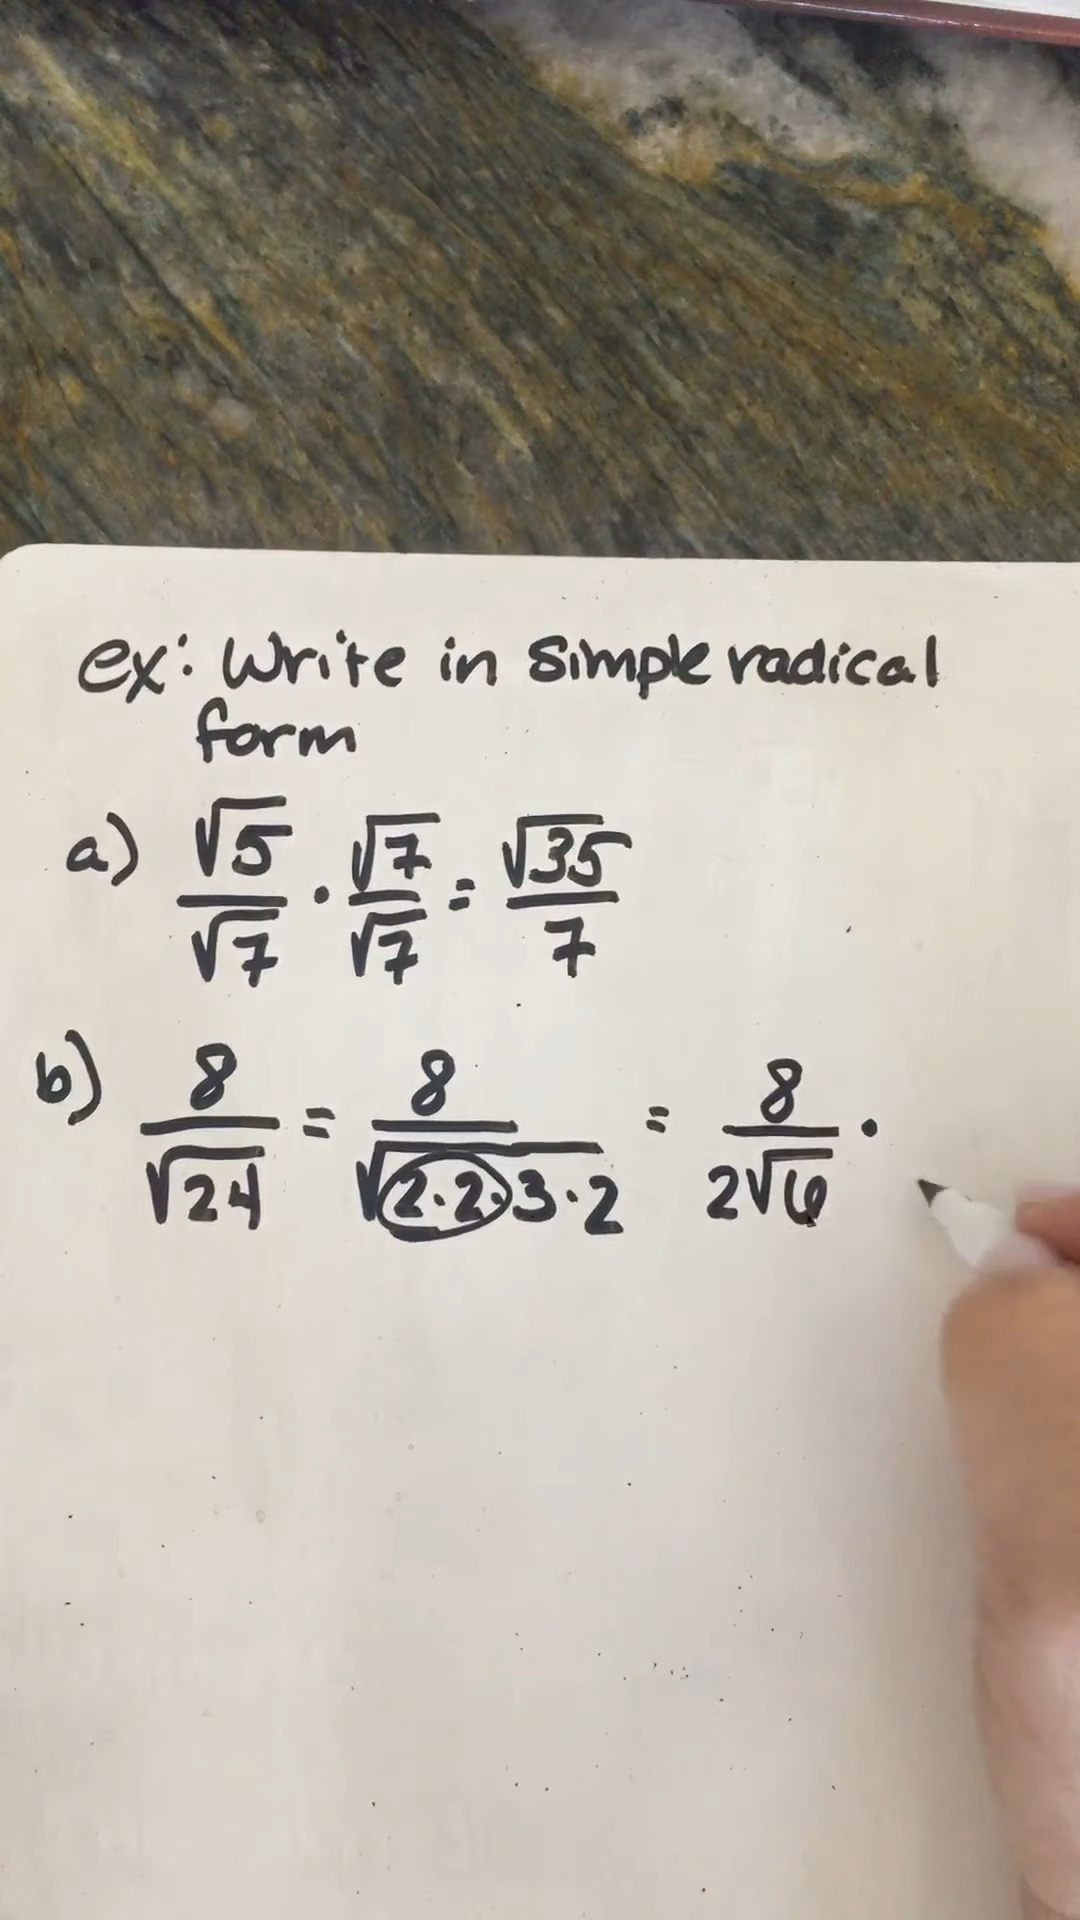 ex: Write in Simple radical
form
a) √5/√7 · √7/√7 = √35/7
b) 8/√24 = 8/√(2·2·3·2) = 8/2√6 ·